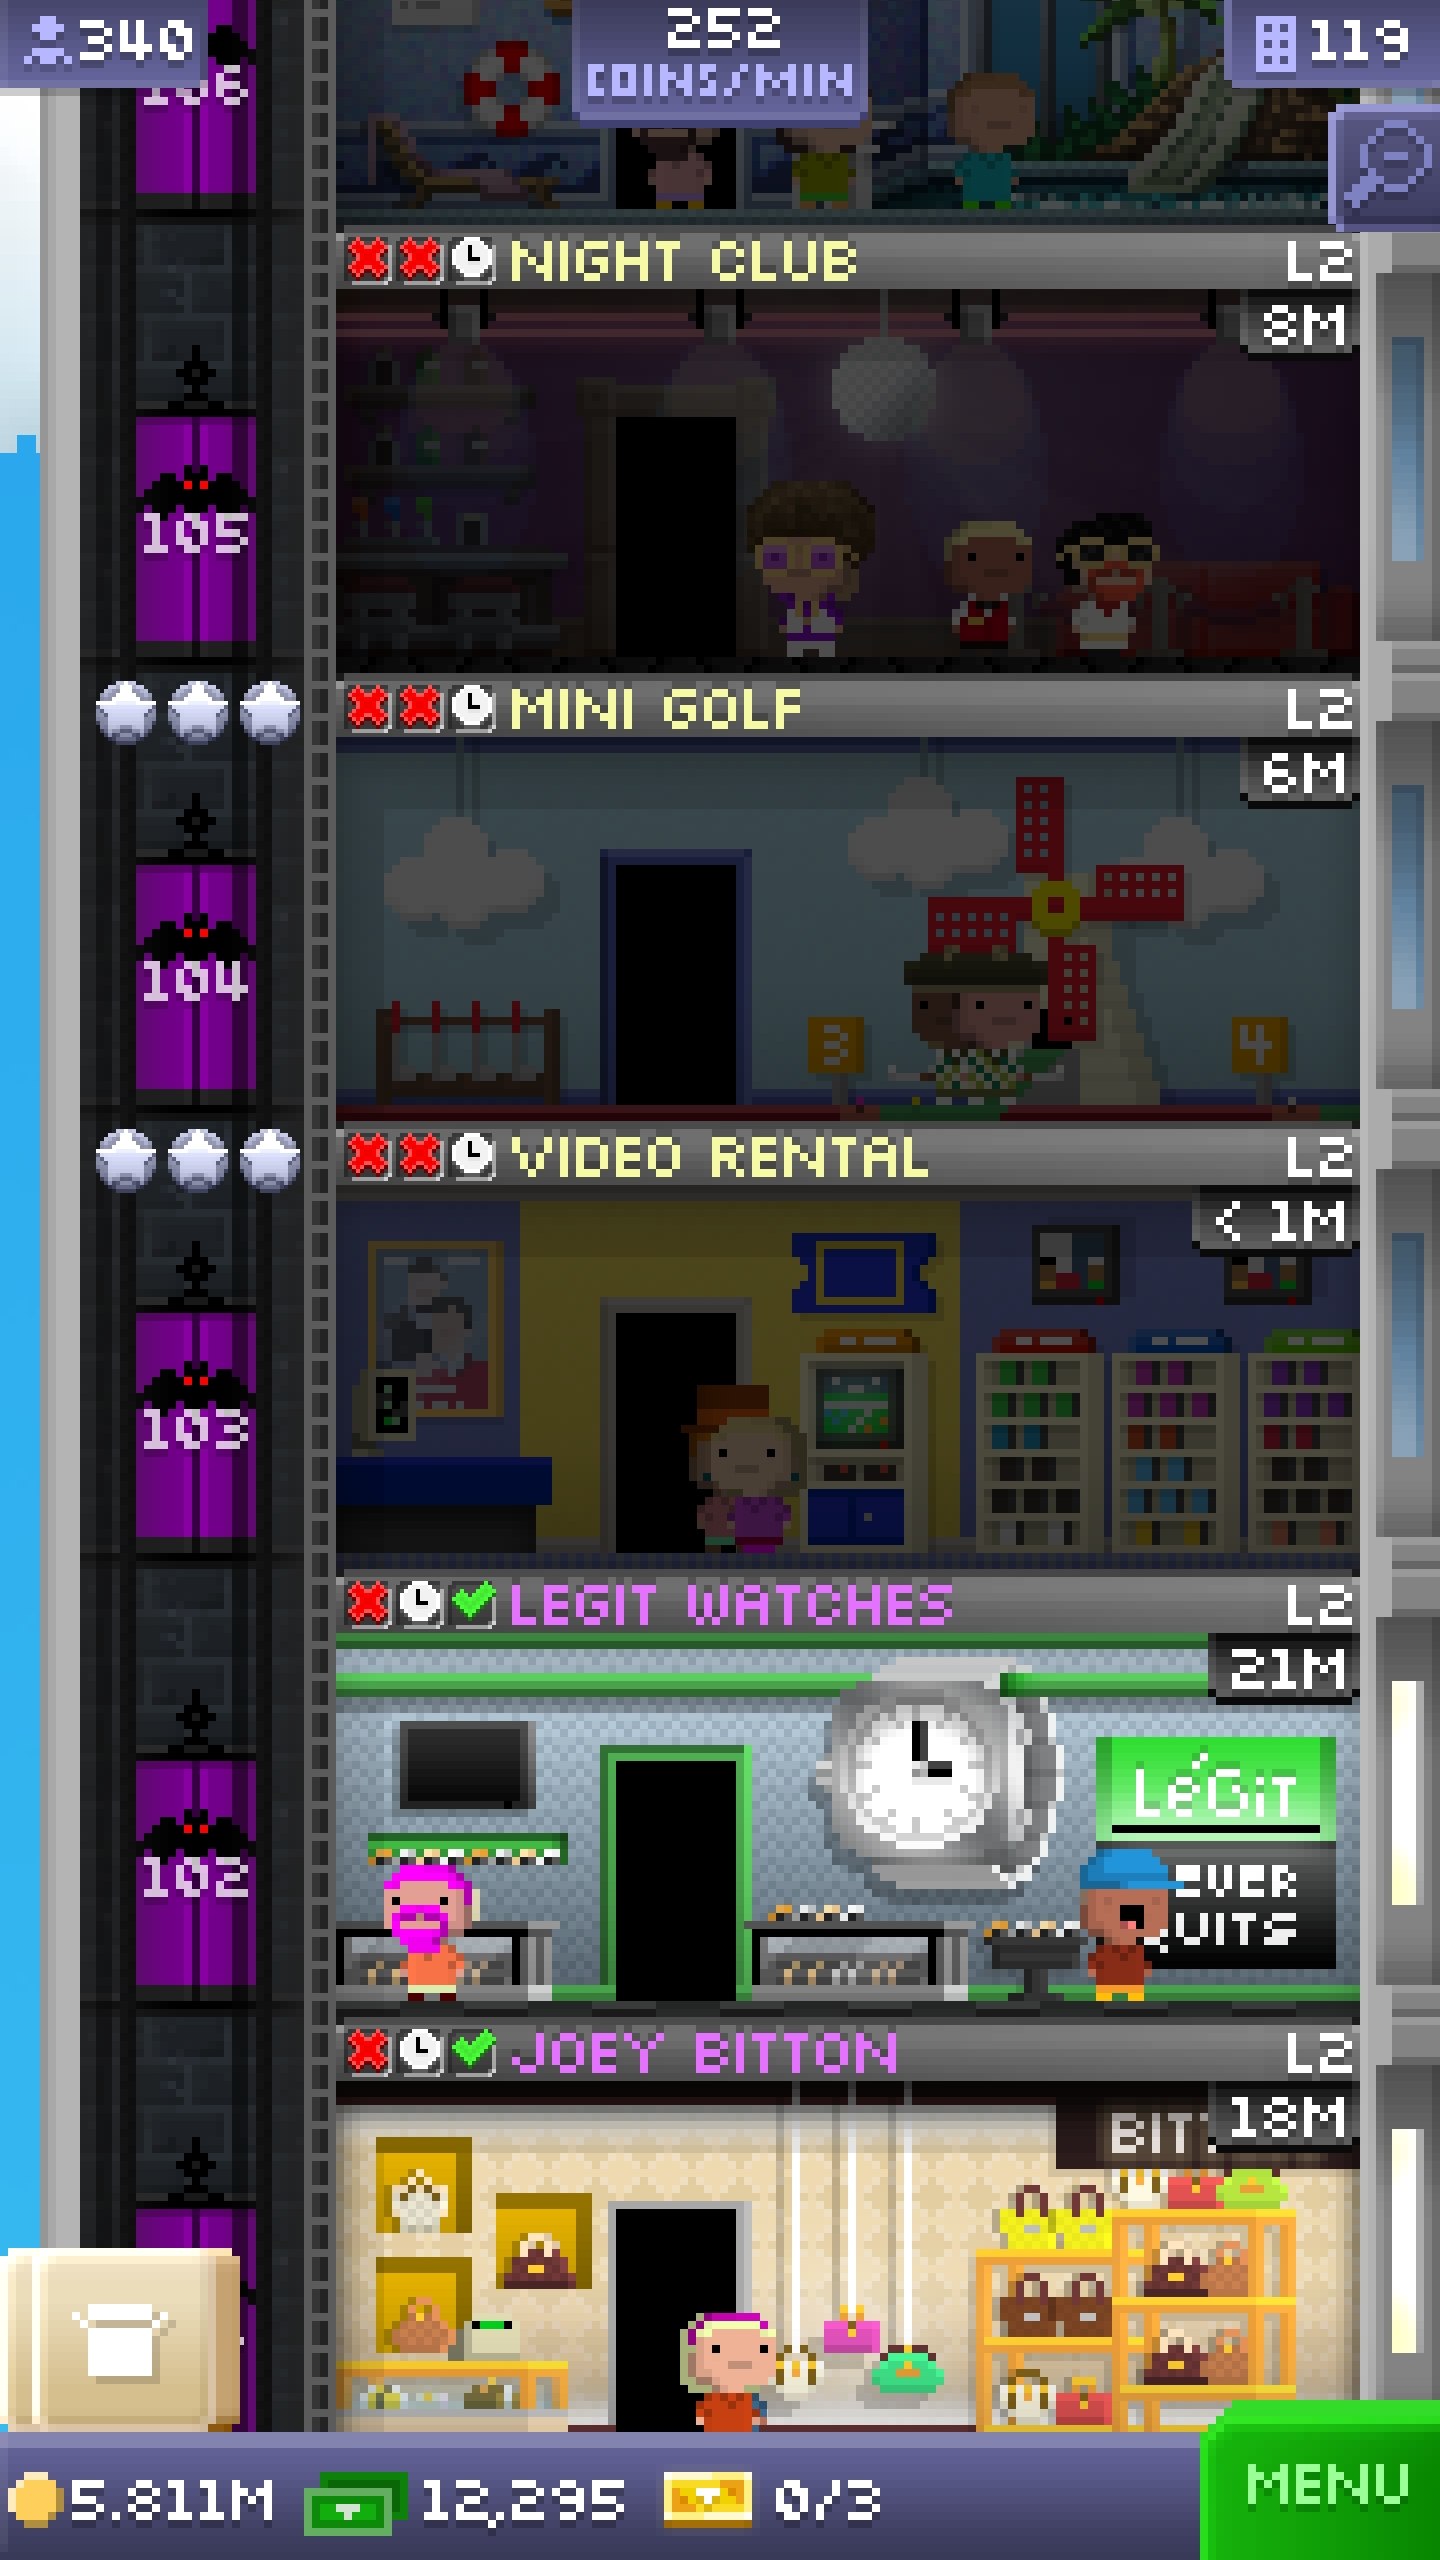 340
252
COINS/MIN
119
106
NIGHT CLUB
L2
8M
105
MINI GOLF
L2
6M
104
3
4
VIDEO RENTAL
L2
< 1M
103
LEGIT WATCHES
L2
21M
LéGiT
EVER
UITS
102
JOEY BITTON
L2
BIT
18M
5.811M
12,295
0/3
MENU